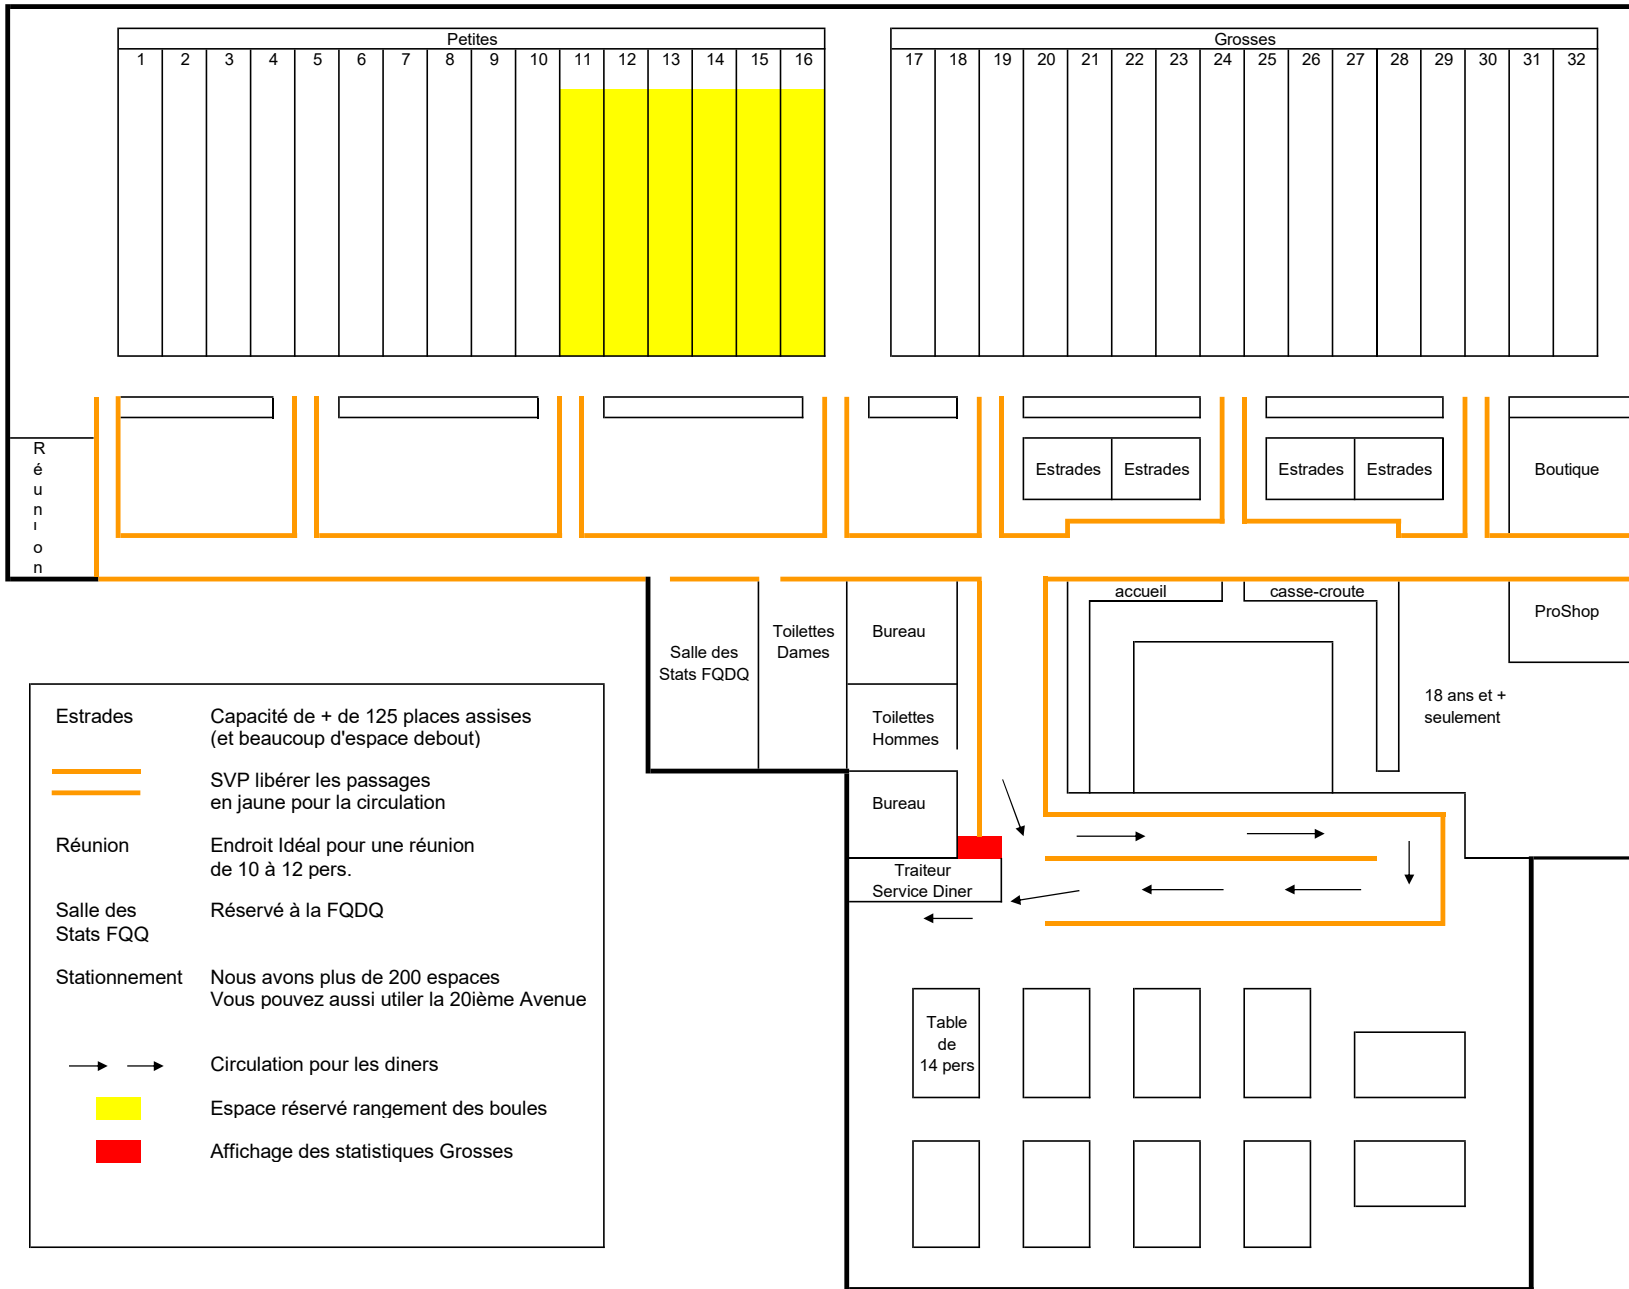 Petites
Grosses
1 2 3 4 5 6 7 8 9 10 11 12 13 14 15 16
17 18 19 20 21 22 23 24 25 26 27 28 29 30 31 32
Réunion
Estrades
Estrades
Estrades
Estrades
Boutique
accueil
casse-croute
ProShop
Salle des
Stats FQDQ
Toilettes
Dames
Bureau
Toilettes
Hommes
Bureau
18 ans et +
seulement
Traiteur
Service Diner
Table
de
14 pers
Estrades Capacité de + de 125 places assises
(et beaucoup d'espace debout)
SVP libérer les passages
en jaune pour la circulation
Réunion Endroit Idéal pour une réunion
de 10 à 12 pers.
Salle des Réservé à la FQDQ
Stats FQQ
Stationnement Nous avons plus de 200 espaces
Vous pouvez aussi utiler la 20ième Avenue
Circulation pour les diners
Espace réservé rangement des boules
Affichage des statistiques Grosses